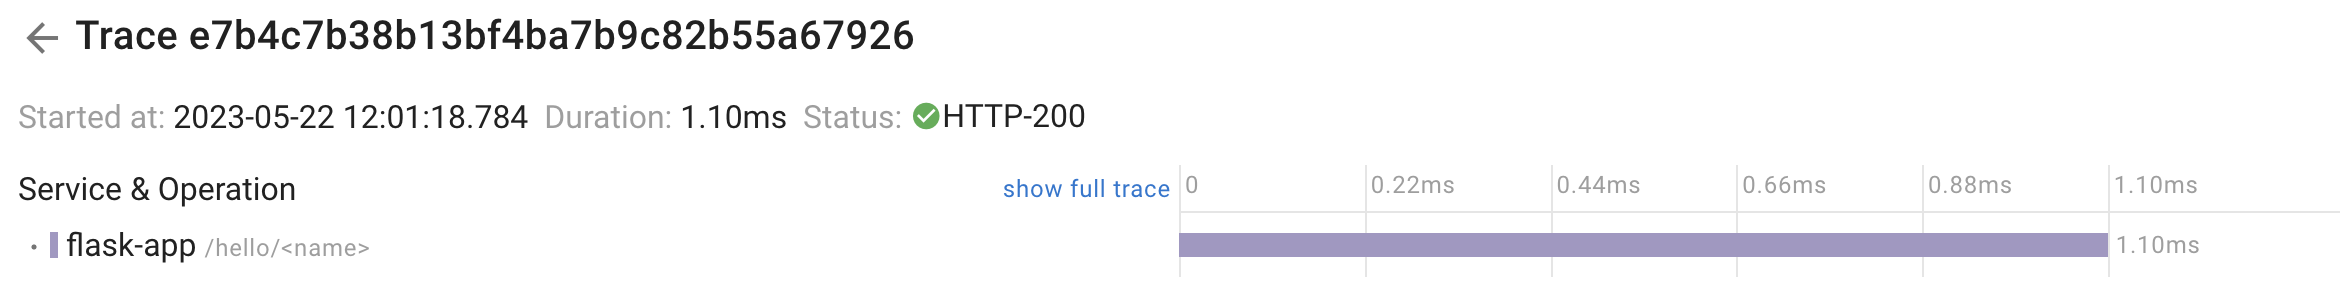 Trace e7b4c7b38b13bf4ba7b9c82b55a67926
Started at: 2023-05-22 12:01:18.784 Duration: 1.10ms Status: HTTP-200
Service & Operation show full trace 0 0.22ms 0.44ms 0.66ms 0.88ms 1.10ms
flask-app /hello/<name> 1.10ms